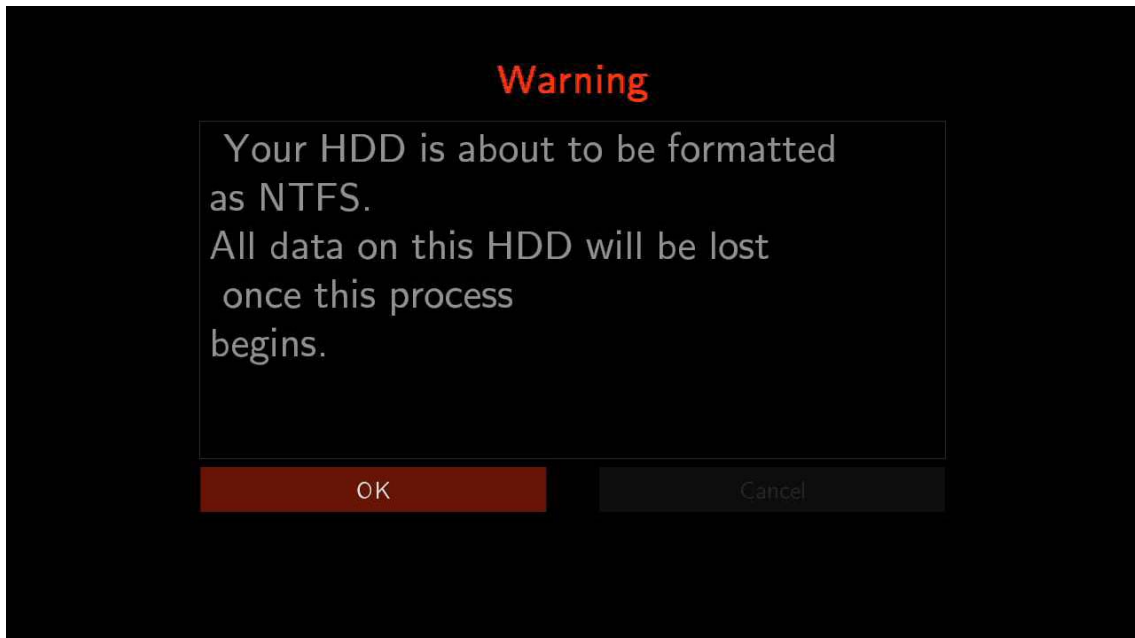 Warning
Your HDD is about to be formatted
as NTFS.
All data on this HDD will be lost
once this process
begins.
OK
Cancel